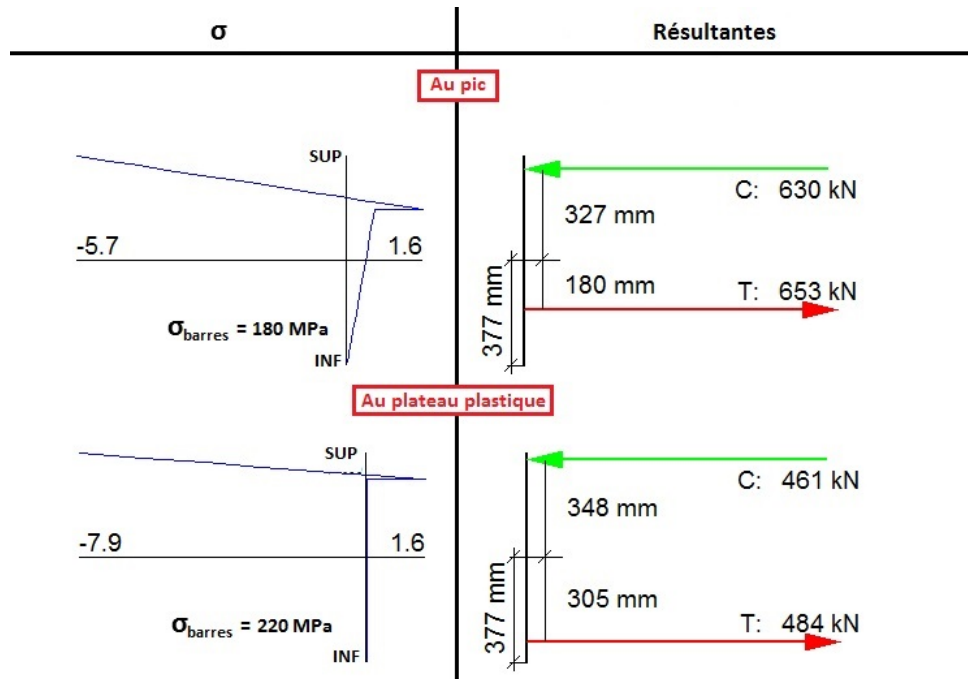 σ Résultantes
Au pic
SUP
C: 630 kN
327 mm
-5.7 1.6
180 mm
T: 653 kN
377 mm
σbarres = 180 MPa
INF
Au plateau plastique
SUP
C: 461 kN
348 mm
-7.9 1.6
305 mm
377 mm
σbarres = 220 MPa
T: 484 kN
INF